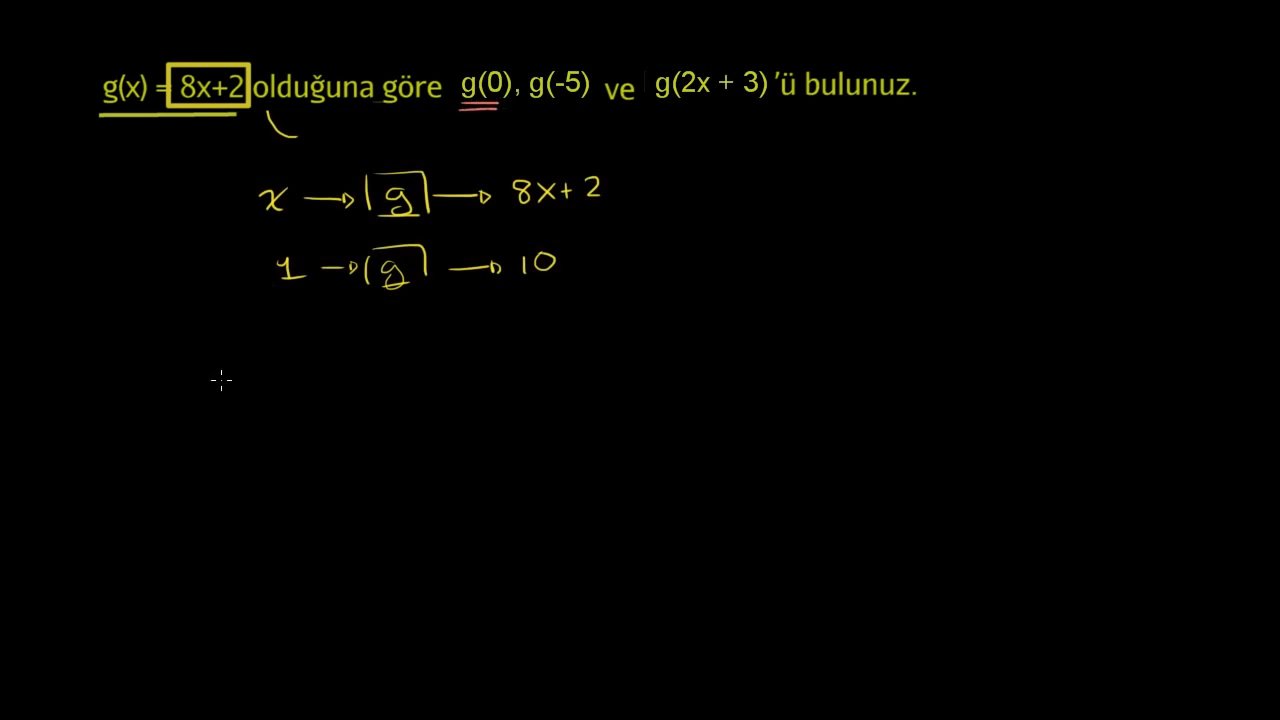 g(x) = 8x+2 olduğuna göre g(0), g(-5) ve g(2x + 3) 'ü bulunuz.
x → g → 8x+2
1 → g → 10